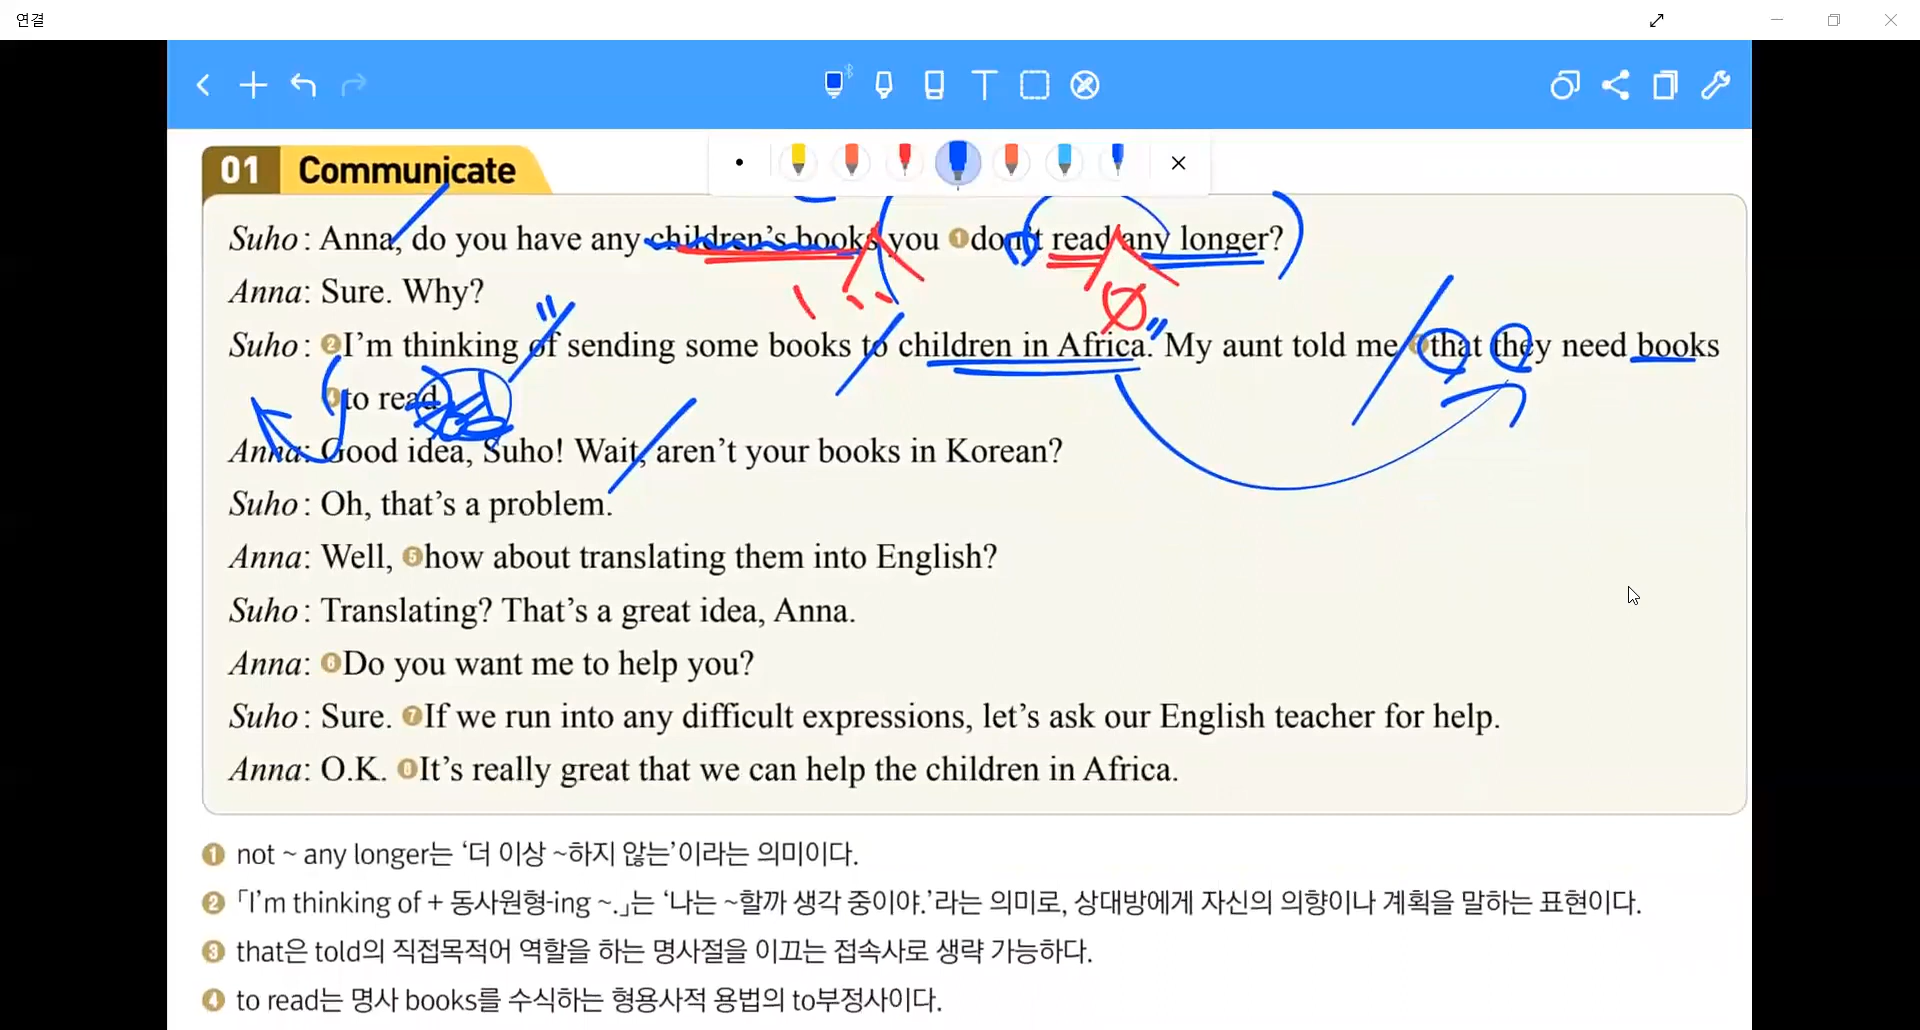 연결
01 Communicate
Suho: Anna, do you have any children's books you ❶don't read any longer?
Anna: Sure. Why?
Suho: ❷I'm thinking of sending some books to children in Africa. My aunt told me ❸that they need books
❹to read.
Anna: Good idea, Suho! Wait, aren't your books in Korean?
Suho: Oh, that's a problem.
Anna: Well, ❺how about translating them into English?
Suho: Translating? That's a great idea, Anna.
Anna: ❻Do you want me to help you?
Suho: Sure. ❼If we run into any difficult expressions, let's ask our English teacher for help.
Anna: O.K. ❽It's really great that we can help the children in Africa.
❶ not ~ any longer는 ‘더 이상 ~하지 않는’이라는 의미이다.
❷ 「I'm thinking of + 동사원형-ing ~.」는 ‘나는 ~할까 생각 중이야.’라는 의미로, 상대방에게 자신의 의향이나 계획을 말하는 표현이다.
❸ that은 told의 직접목적어 역할을 하는 명사절을 이끄는 접속사로 생략 가능하다.
❹ to read는 명사 books를 수식하는 형용사적 용법의 to부정사이다.